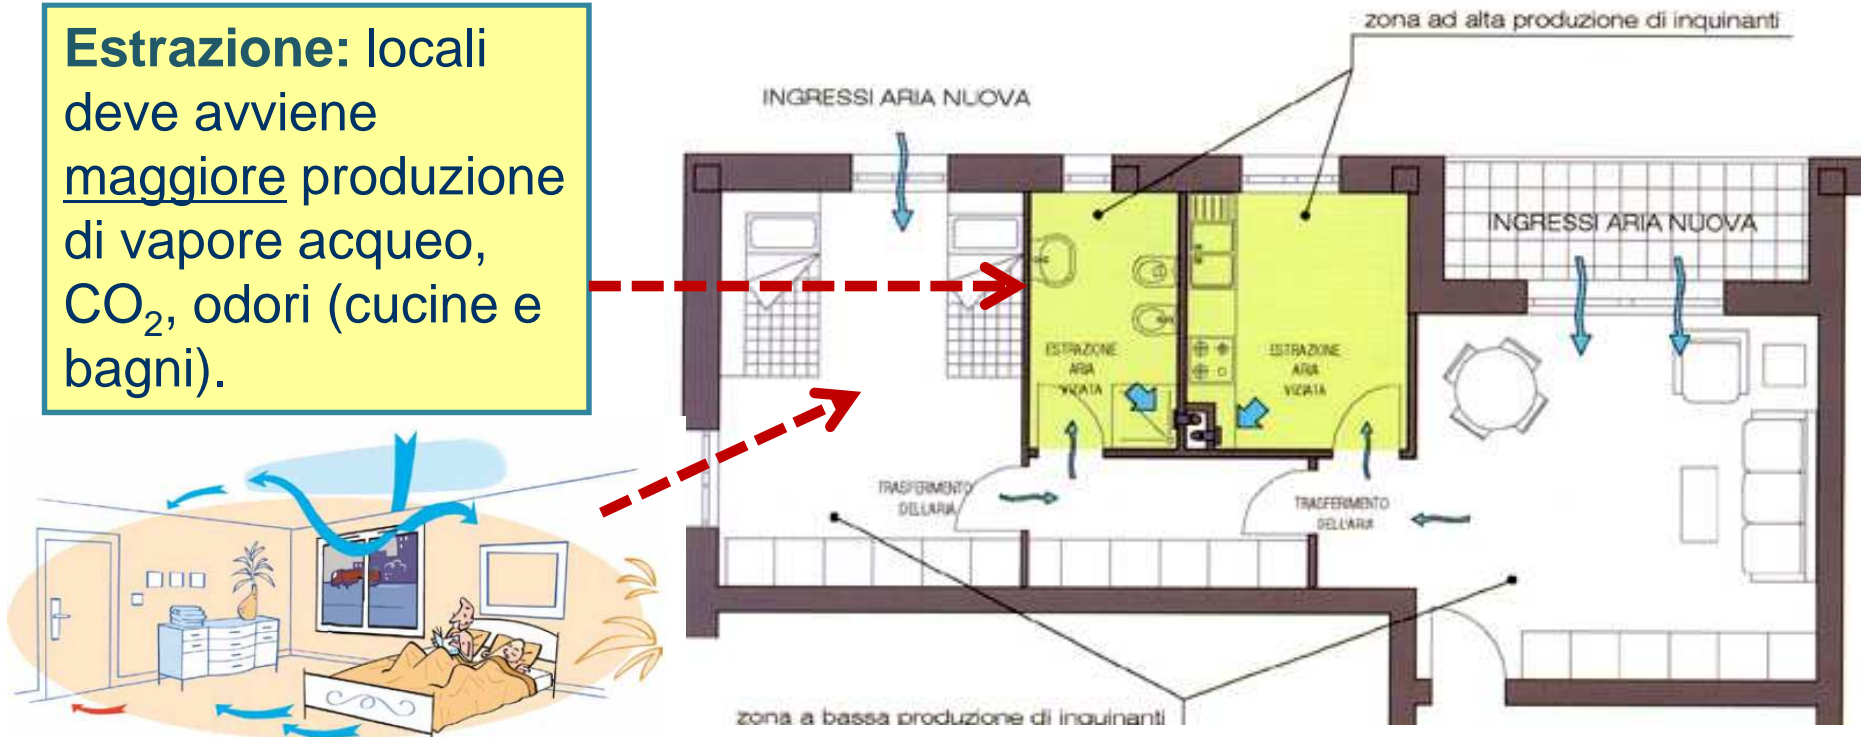 Estrazione: locali
deve avviene
maggiore produzione
di vapore acqueo,
CO₂, odori (cucine e
bagni).
zona ad alta produzione di inquinanti
INGRESSI ARIA NUOVA
INGRESSI ARIA NUOVA
ESTRAZIONE
ARIA
VIZIATA
ESTRAZIONE
ARIA
VIZIATA
TRASFERIMENTO
DELL'ARIA
TRASFERIMENTO
DELL'ARIA
zona a bassa produzione di inquinanti